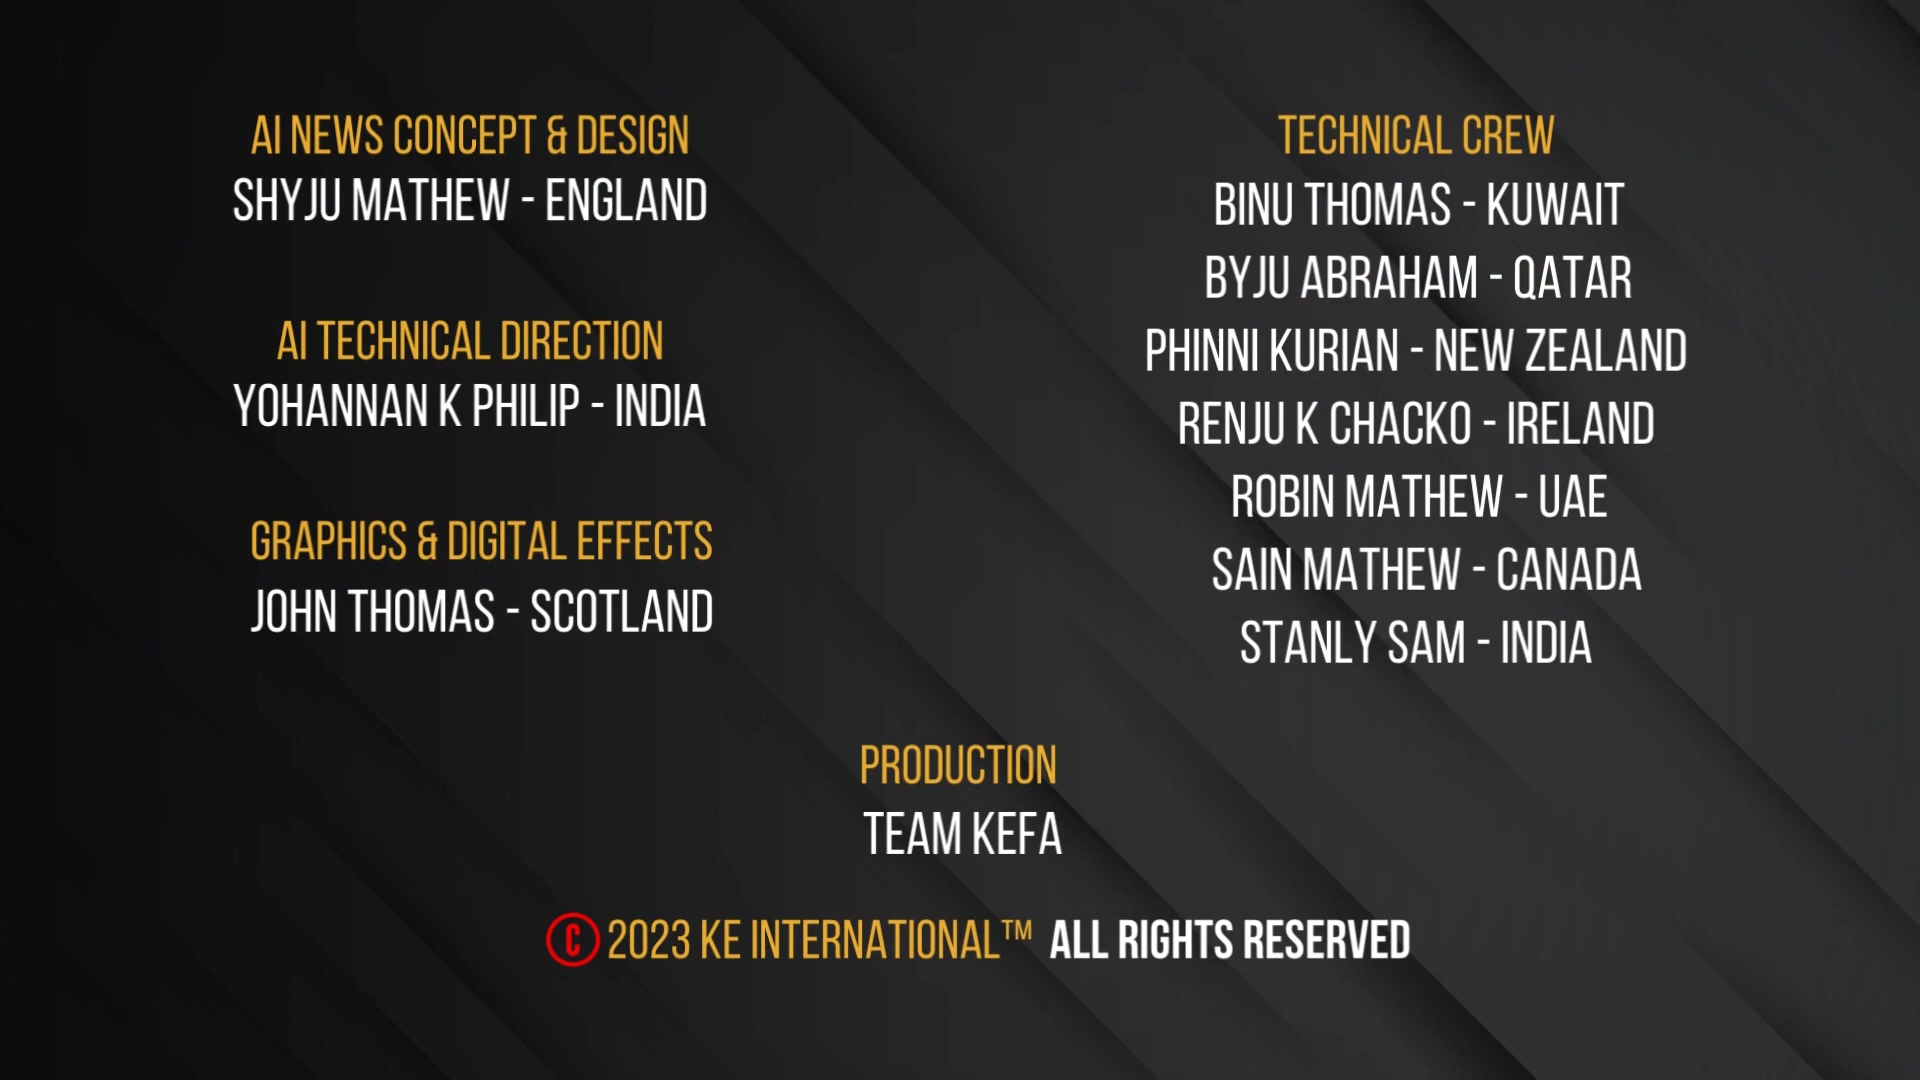 AI NEWS CONCEPT & DESIGN
SHYJU MATHEW - ENGLAND
AI TECHNICAL DIRECTION
YOHANNAN K PHILIP - INDIA
GRAPHICS & DIGITAL EFFECTS
JOHN THOMAS - SCOTLAND
TECHNICAL CREW
BINU THOMAS - KUWAIT
BYJU ABRAHAM - QATAR
PHINNI KURIAN - NEW ZEALAND
RENJU K CHACKO - IRELAND
ROBIN MATHEW - UAE
SAIN MATHEW - CANADA
STANLY SAM - INDIA
PRODUCTION
TEAM KEFA
© 2023 KE INTERNATIONAL™ ALL RIGHTS RESERVED